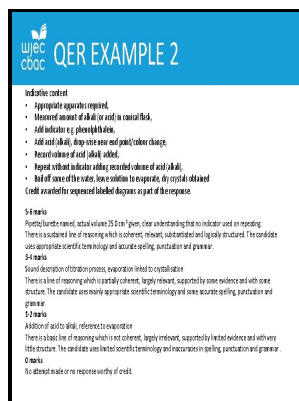 wjec
cbac
QER EXAMPLE 2
Indicative content
• Appropriate apparatus required,
• Measured amount of alkali (or acid) in conical flask,
• Add indicator e.g. phenolphthalein,
• Add acid (alkali), drop-wise near end point/colour change,
• Record volume of acid (alkali) added,
• Repeat without indicator adding recorded volume of acid (alkali),
• Boil off some of the water, leave solution to evaporate, dry crystals obtained
Credit awarded for sequenced labelled diagrams as part of the response.
5-6 marks
Pipette/burette named, actual volume 25.0 cm³ given, clear understanding that no indicator used on repeating.
There is a sustained line of reasoning which is coherent, relevant, substantiated and logically structured. The candidate
uses appropriate scientific terminology and accurate spelling, punctuation and grammar.
3-4 marks
Sound description of titration process, evaporation linked to crystallisation
There is a line of reasoning which is partially coherent, largely relevant, supported by some evidence and with some
structure. The candidate uses mainly appropriate scientific terminology and some accurate spelling, punctuation and
grammar.
1-2 marks
Addition of acid to alkali, reference to evaporation
There is a basic line of reasoning which is not coherent, largely irrelevant, supported by limited evidence and with very
little structure. The candidate uses limited scientific terminology and inaccuracies in spelling, punctuation and grammar.
0 marks
No attempt made or no response worthy of credit.